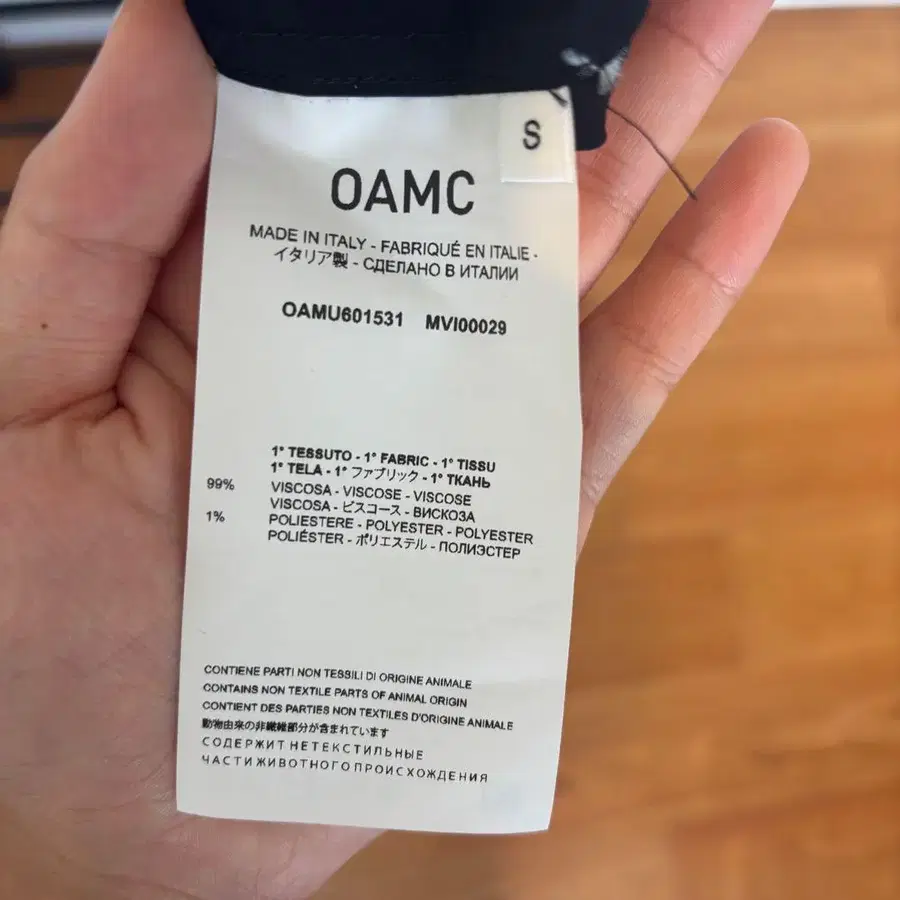 S
OAMC
MADE IN ITALY - FABRIQUÉ EN ITALIE -
イタリア製 - СДЕЛАНО В ИТАЛИИ
OAMU601531 MVI00029
1° TESSUTO - 1° FABRIC - 1° TISSU
1° TELA - 1° ファブリック - 1° ТКАНЬ
99% VISCOSA - VISCOSE - VISCOSE
VISCOSA - ビスコース - ВИСКОЗА
1% POLIESTERE - POLYESTER - POLYESTER
POLIÉSTER - ポリエステル - ПОЛИЭСТЕР
CONTIENE PARTI NON TESSILI DI ORIGINE ANIMALE
CONTAINS NON TEXTILE PARTS OF ANIMAL ORIGIN
CONTIENT DES PARTIES NON TEXTILES D'ORIGINE ANIMALE
動物由来の非繊維部分が含まれています
СОДЕРЖИТ НЕТЕКСТИЛЬНЫЕ
ЧАСТИ ЖИВОТНОГО ПРОИСХОЖДЕНИЯ